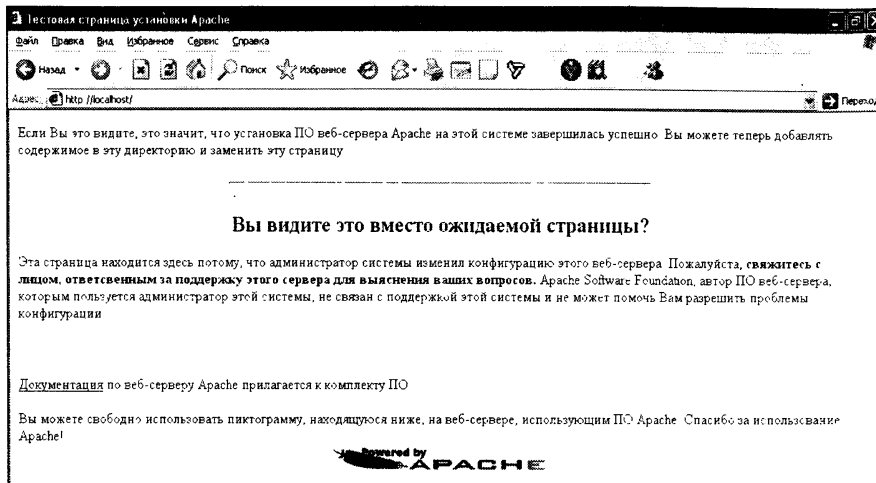 Тестовая страница установки Apache
Файл Правка Вид Избранное Сервис Справка
Назад Поиск Избранное
Адрес: http //localhost/ Переход
Если Вы это видите, это значит, что установка ПО веб-сервера Apache на этой системе завершилась успешно Вы можете теперь добавлять
содержимое в эту директорию и заменить эту страницу
Вы видите это вместо ожидаемой страницы?
Эта страница находится здесь потому, что администратор системы изменил конфигурацию этого веб-сервера Пожалуйста, свяжитесь с
лицом, ответсвенным за поддержку этого сервера для выяснения ваших вопросов. Apache Software Foundation, автор ПО веб-сервера,
которым пользуется администратор этой системы, не связан с поддержкой этой системы и не может помочь Вам разрешить проблемы
конфигурации
Документация по веб-серверу Apache прилагается к комплекту ПО
Вы можете свободно использовать пиктограмму, находящуюся ниже, на веб-сервере, использующим ПО Apache Спасибо за использование
Apache!
Powered by
APACHE